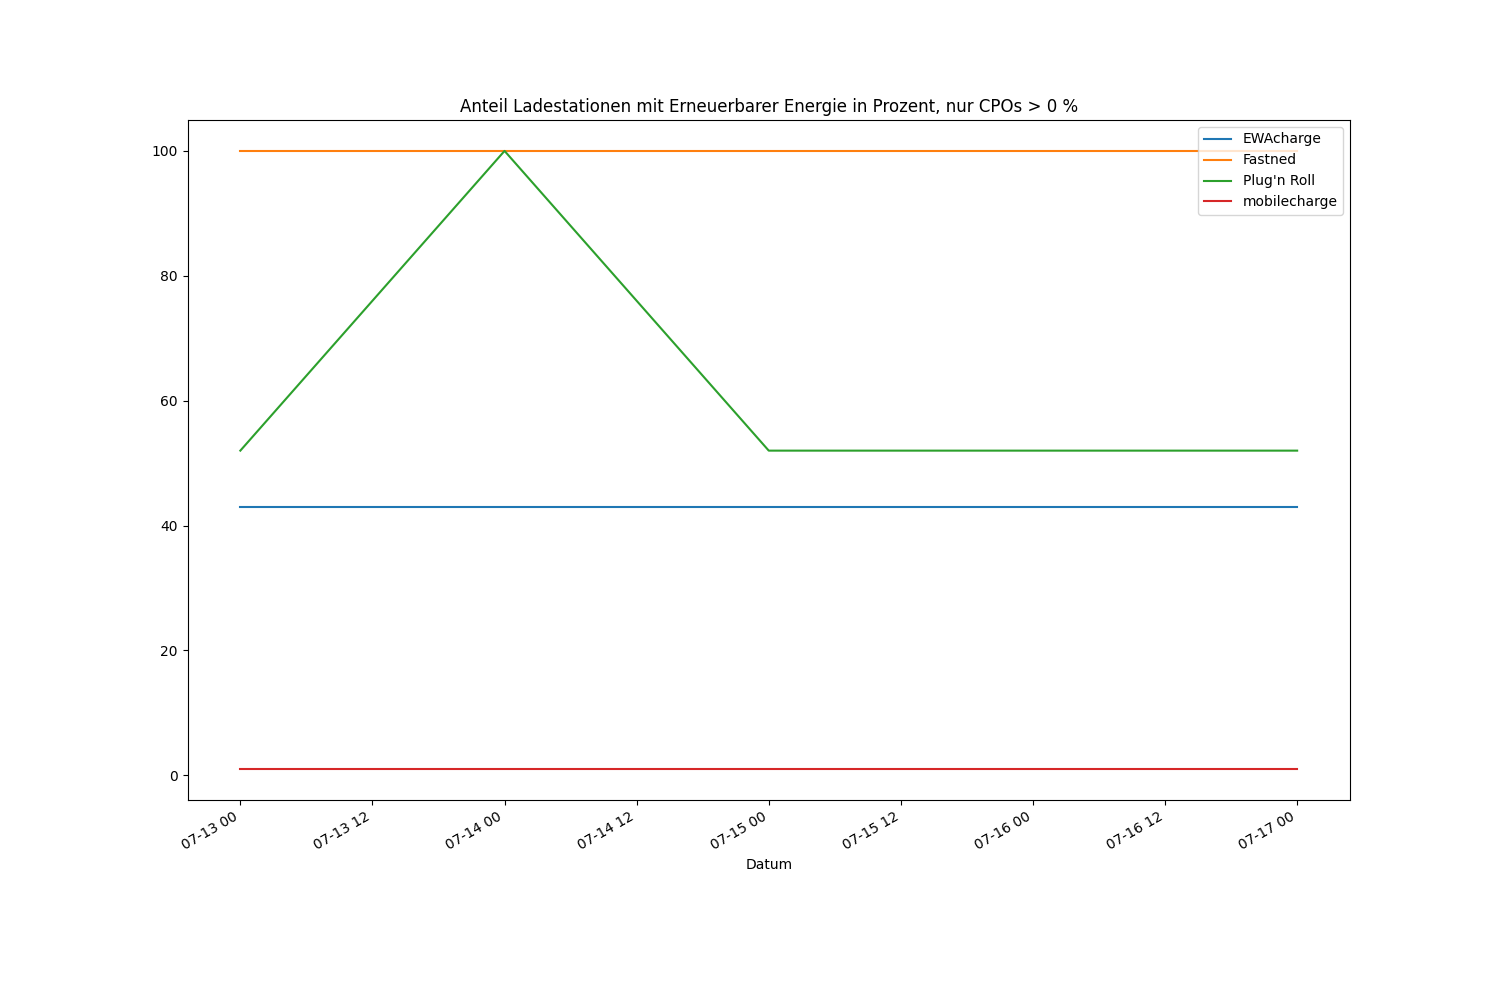 Anteil Ladestationen mit Erneuerbarer Energie in Prozent, nur CPOs > 0 %
EWAcharge
Fastned
Plug'n Roll
mobilecharge
100
80
60
40
20
0
07-13 00
07-13 12
07-14 00
07-14 12
07-15 00
07-15 12
07-16 00
07-16 12
07-17 00
Datum